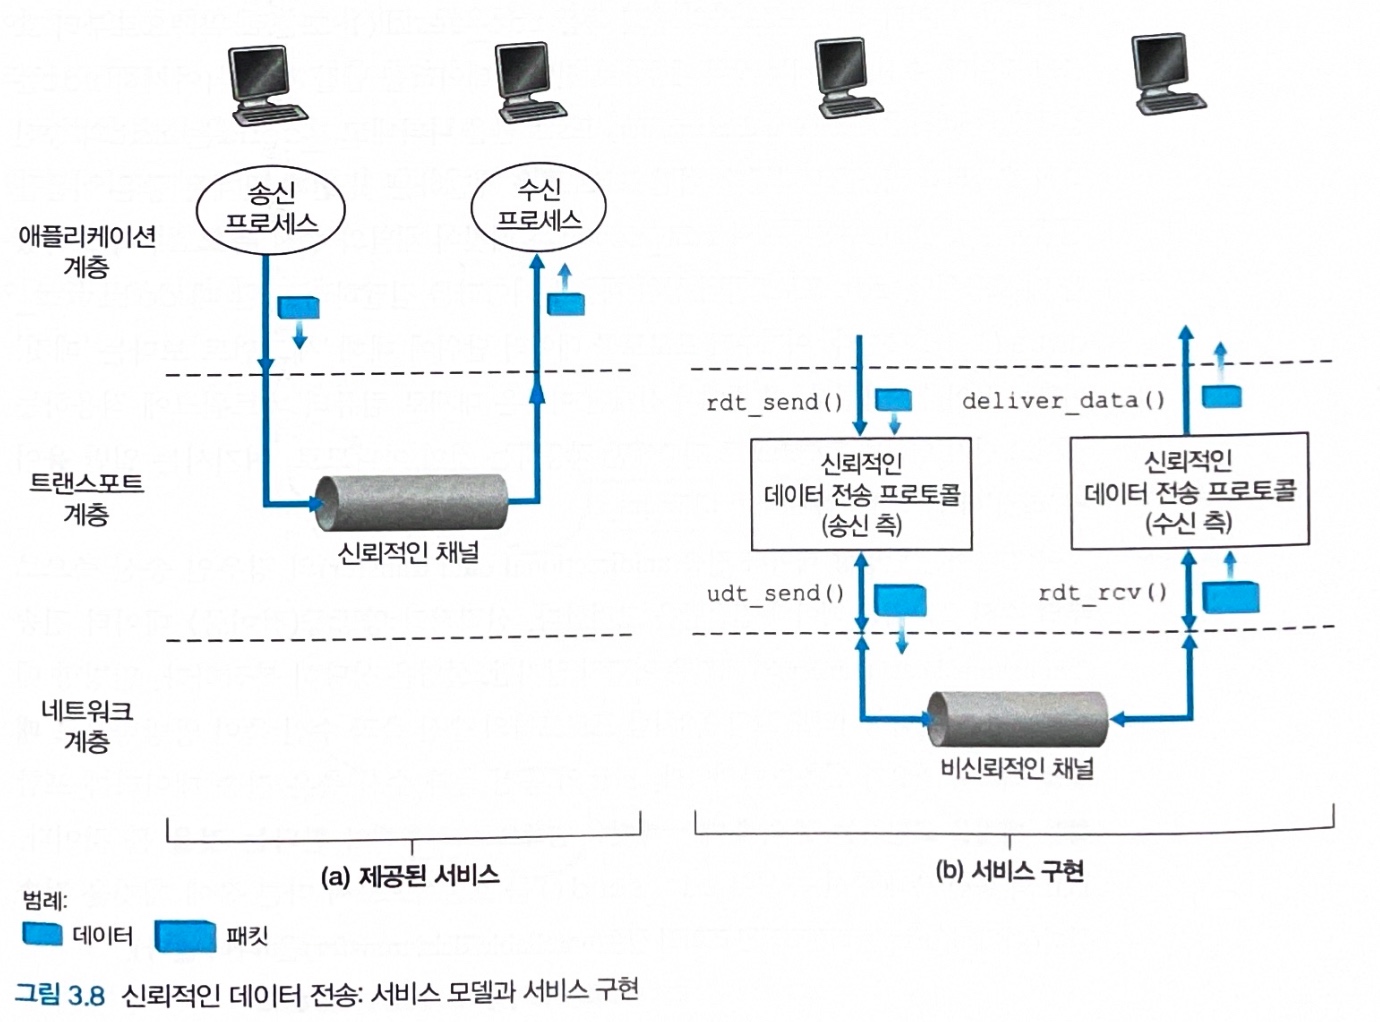 송신
프로세스
수신
프로세스
애플리케이션
계층
트랜스포트
계층
신뢰적인 채널
네트워크
계층
(a) 제공된 서비스
rdt_send()
deliver_data()
신뢰적인
데이터 전송 프로토콜
(송신 측)
신뢰적인
데이터 전송 프로토콜
(수신 측)
udt_send()
rdt_rcv()
비신뢰적인 채널
(b) 서비스 구현
범례:
데이터
패킷
그림 3.8 신뢰적인 데이터 전송: 서비스 모델과 서비스 구현